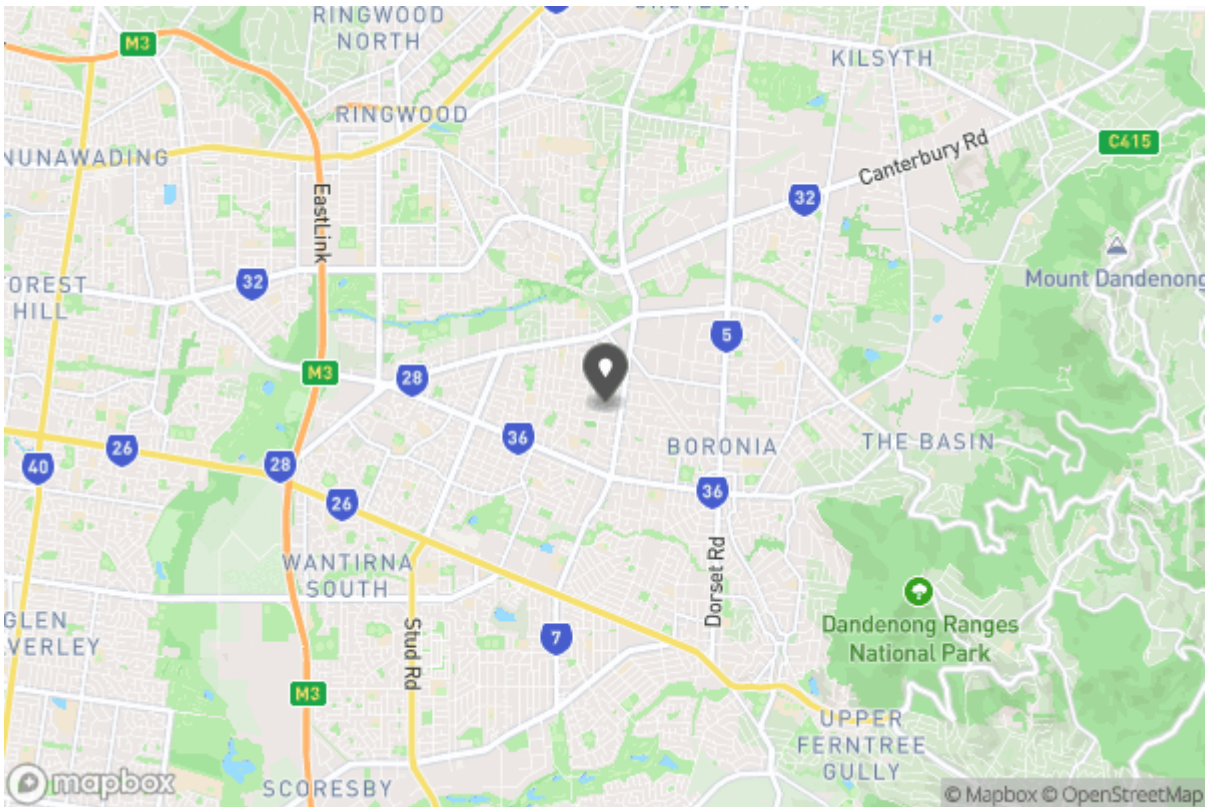 RINGWOOD
NORTH
M3
KILSYTH
RINGWOOD
C415
NUNAWADING
Canterbury Rd
32
EastLink
Mount Dandenong
FOREST
HILL
32
5
M3
28
36
BORONIA
THE BASIN
26
40
28
36
26
WANTIRNA
SOUTH
Dorset Rd
GLEN
Stud Rd
7
Dandenong Ranges
National Park
M3
UPPER
FERNTREE
GULLY
SCORESBY
mapbox
© Mapbox © OpenStreetMap